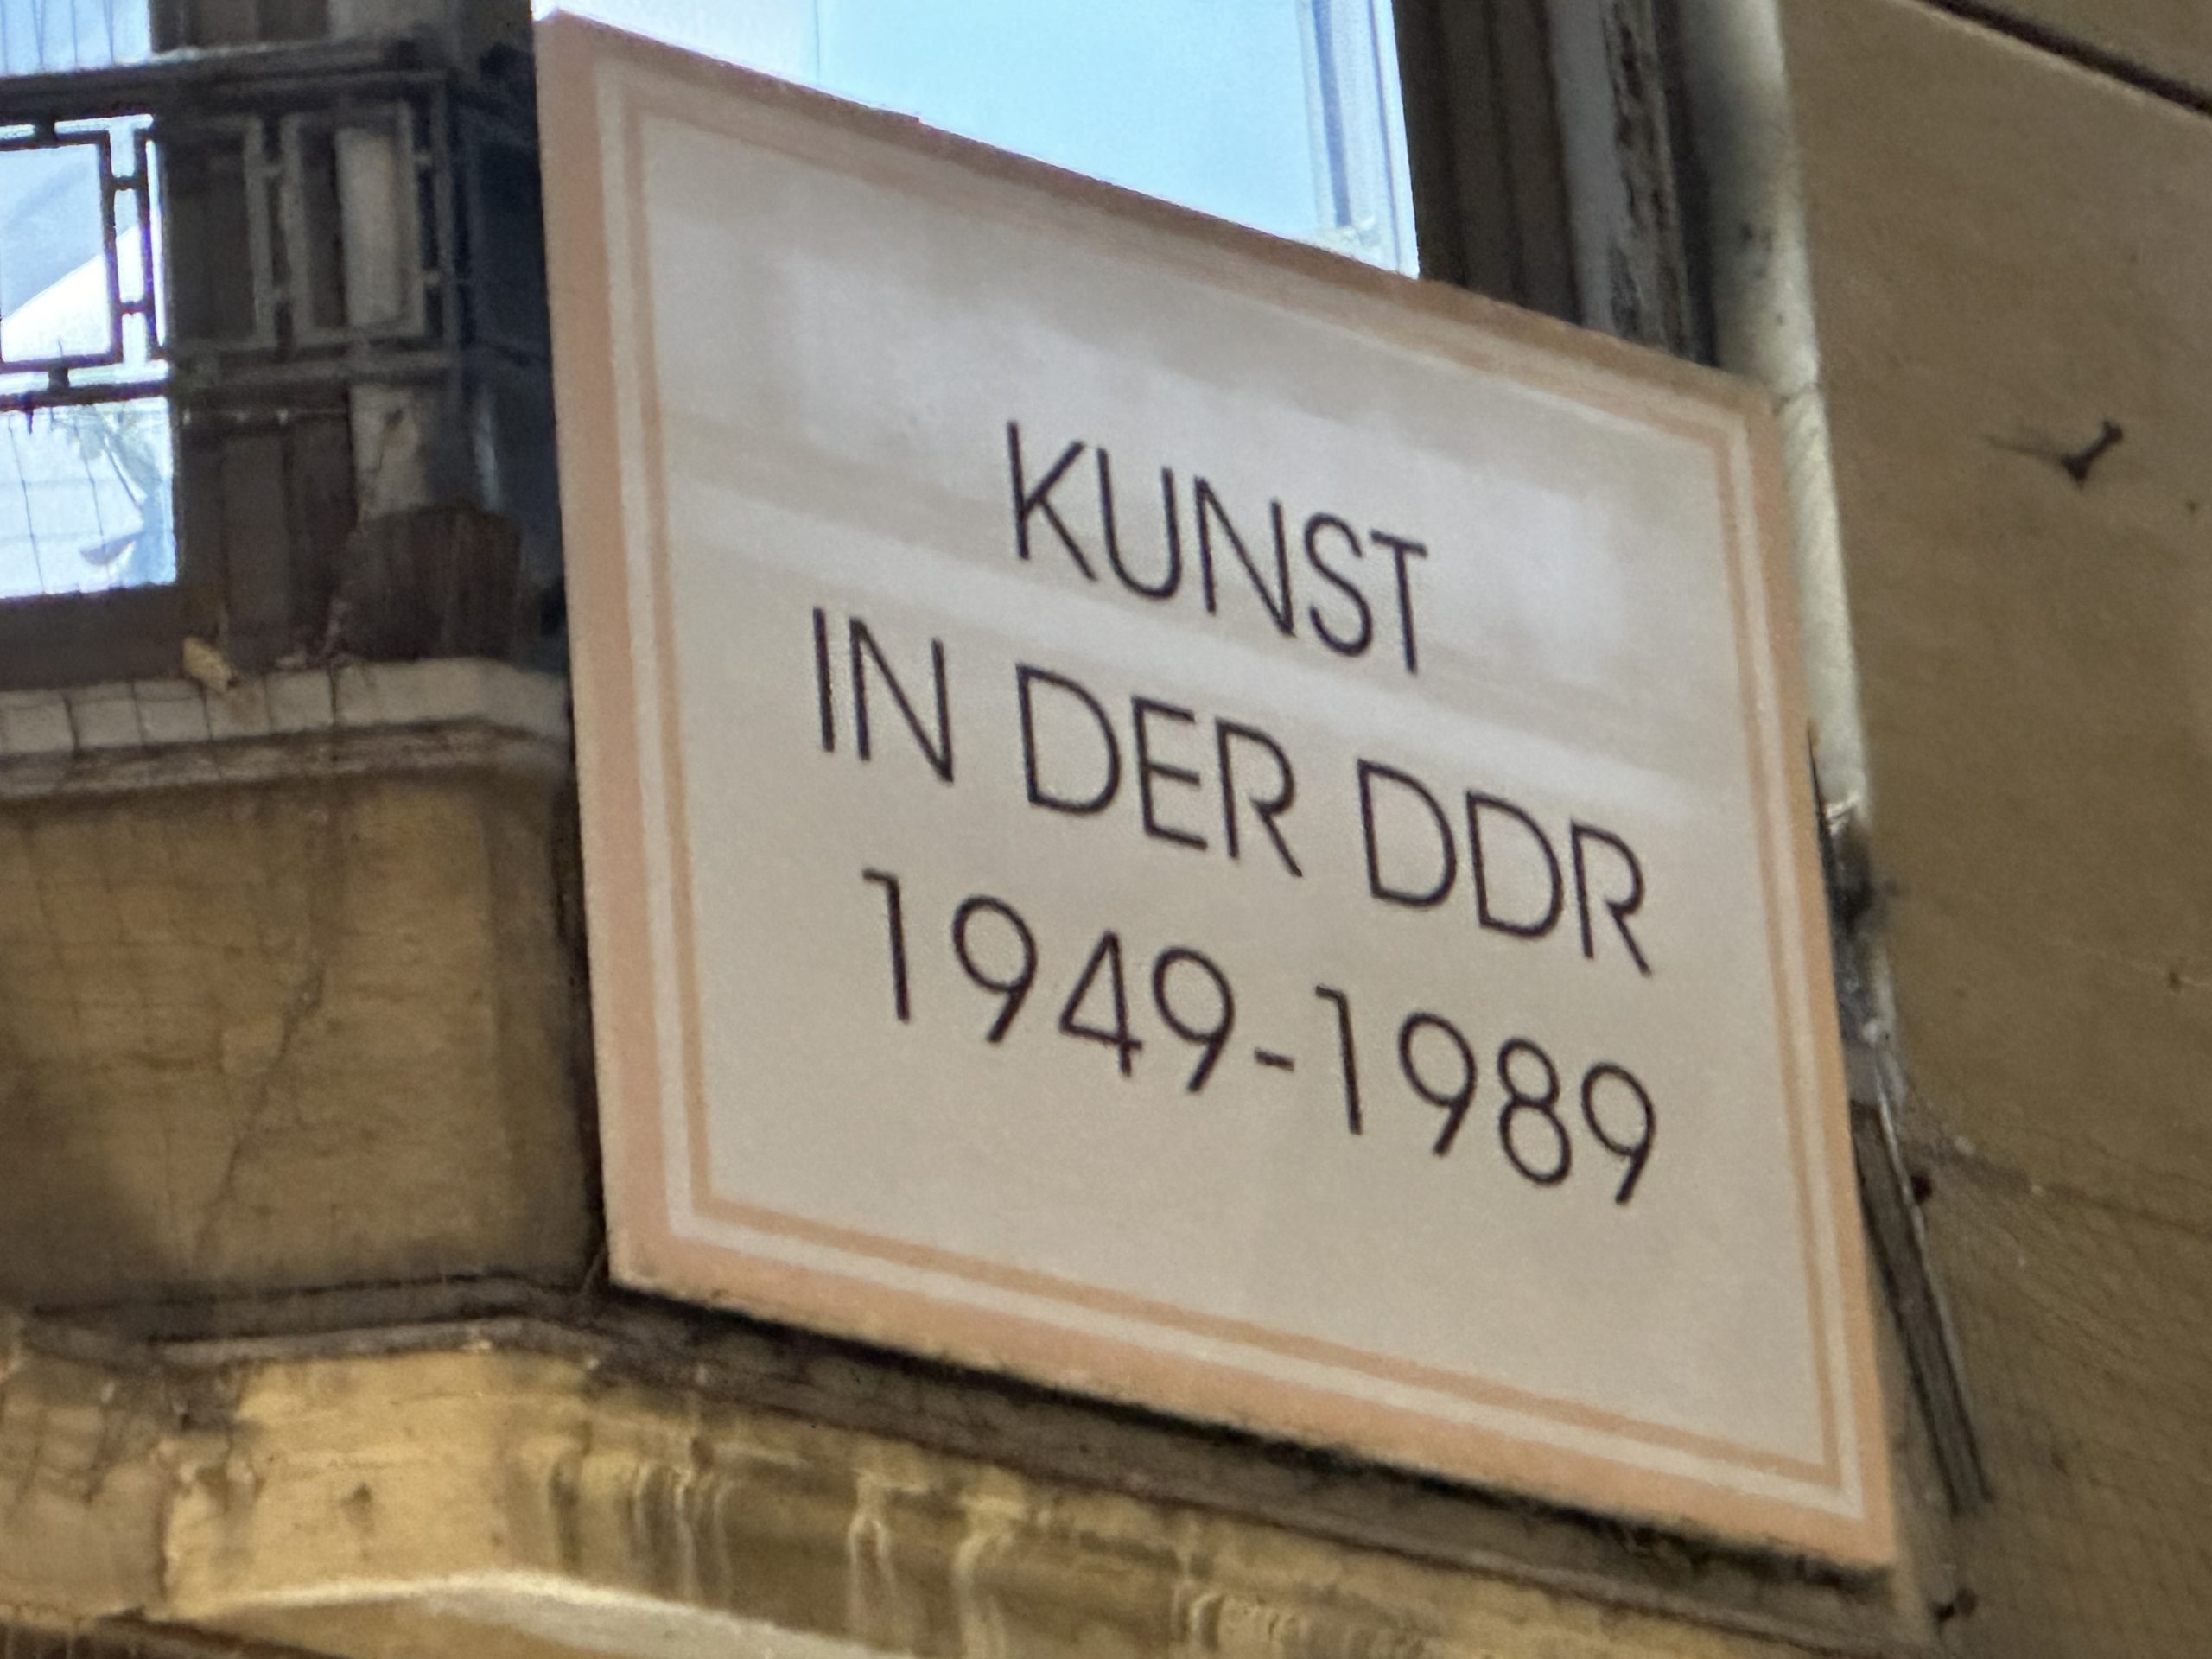 KUNST
IN DER DDR
1949-1989